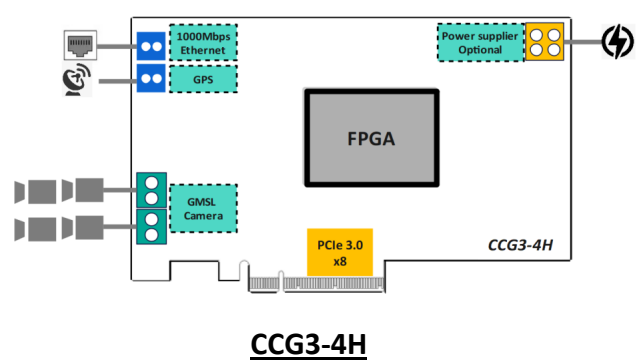 1000Mbps
Ethernet
GPS
Power supplier
Optional
FPGA
GMSL
Camera
PCIe 3.0
x8
CCG3-4H
CCG3-4H